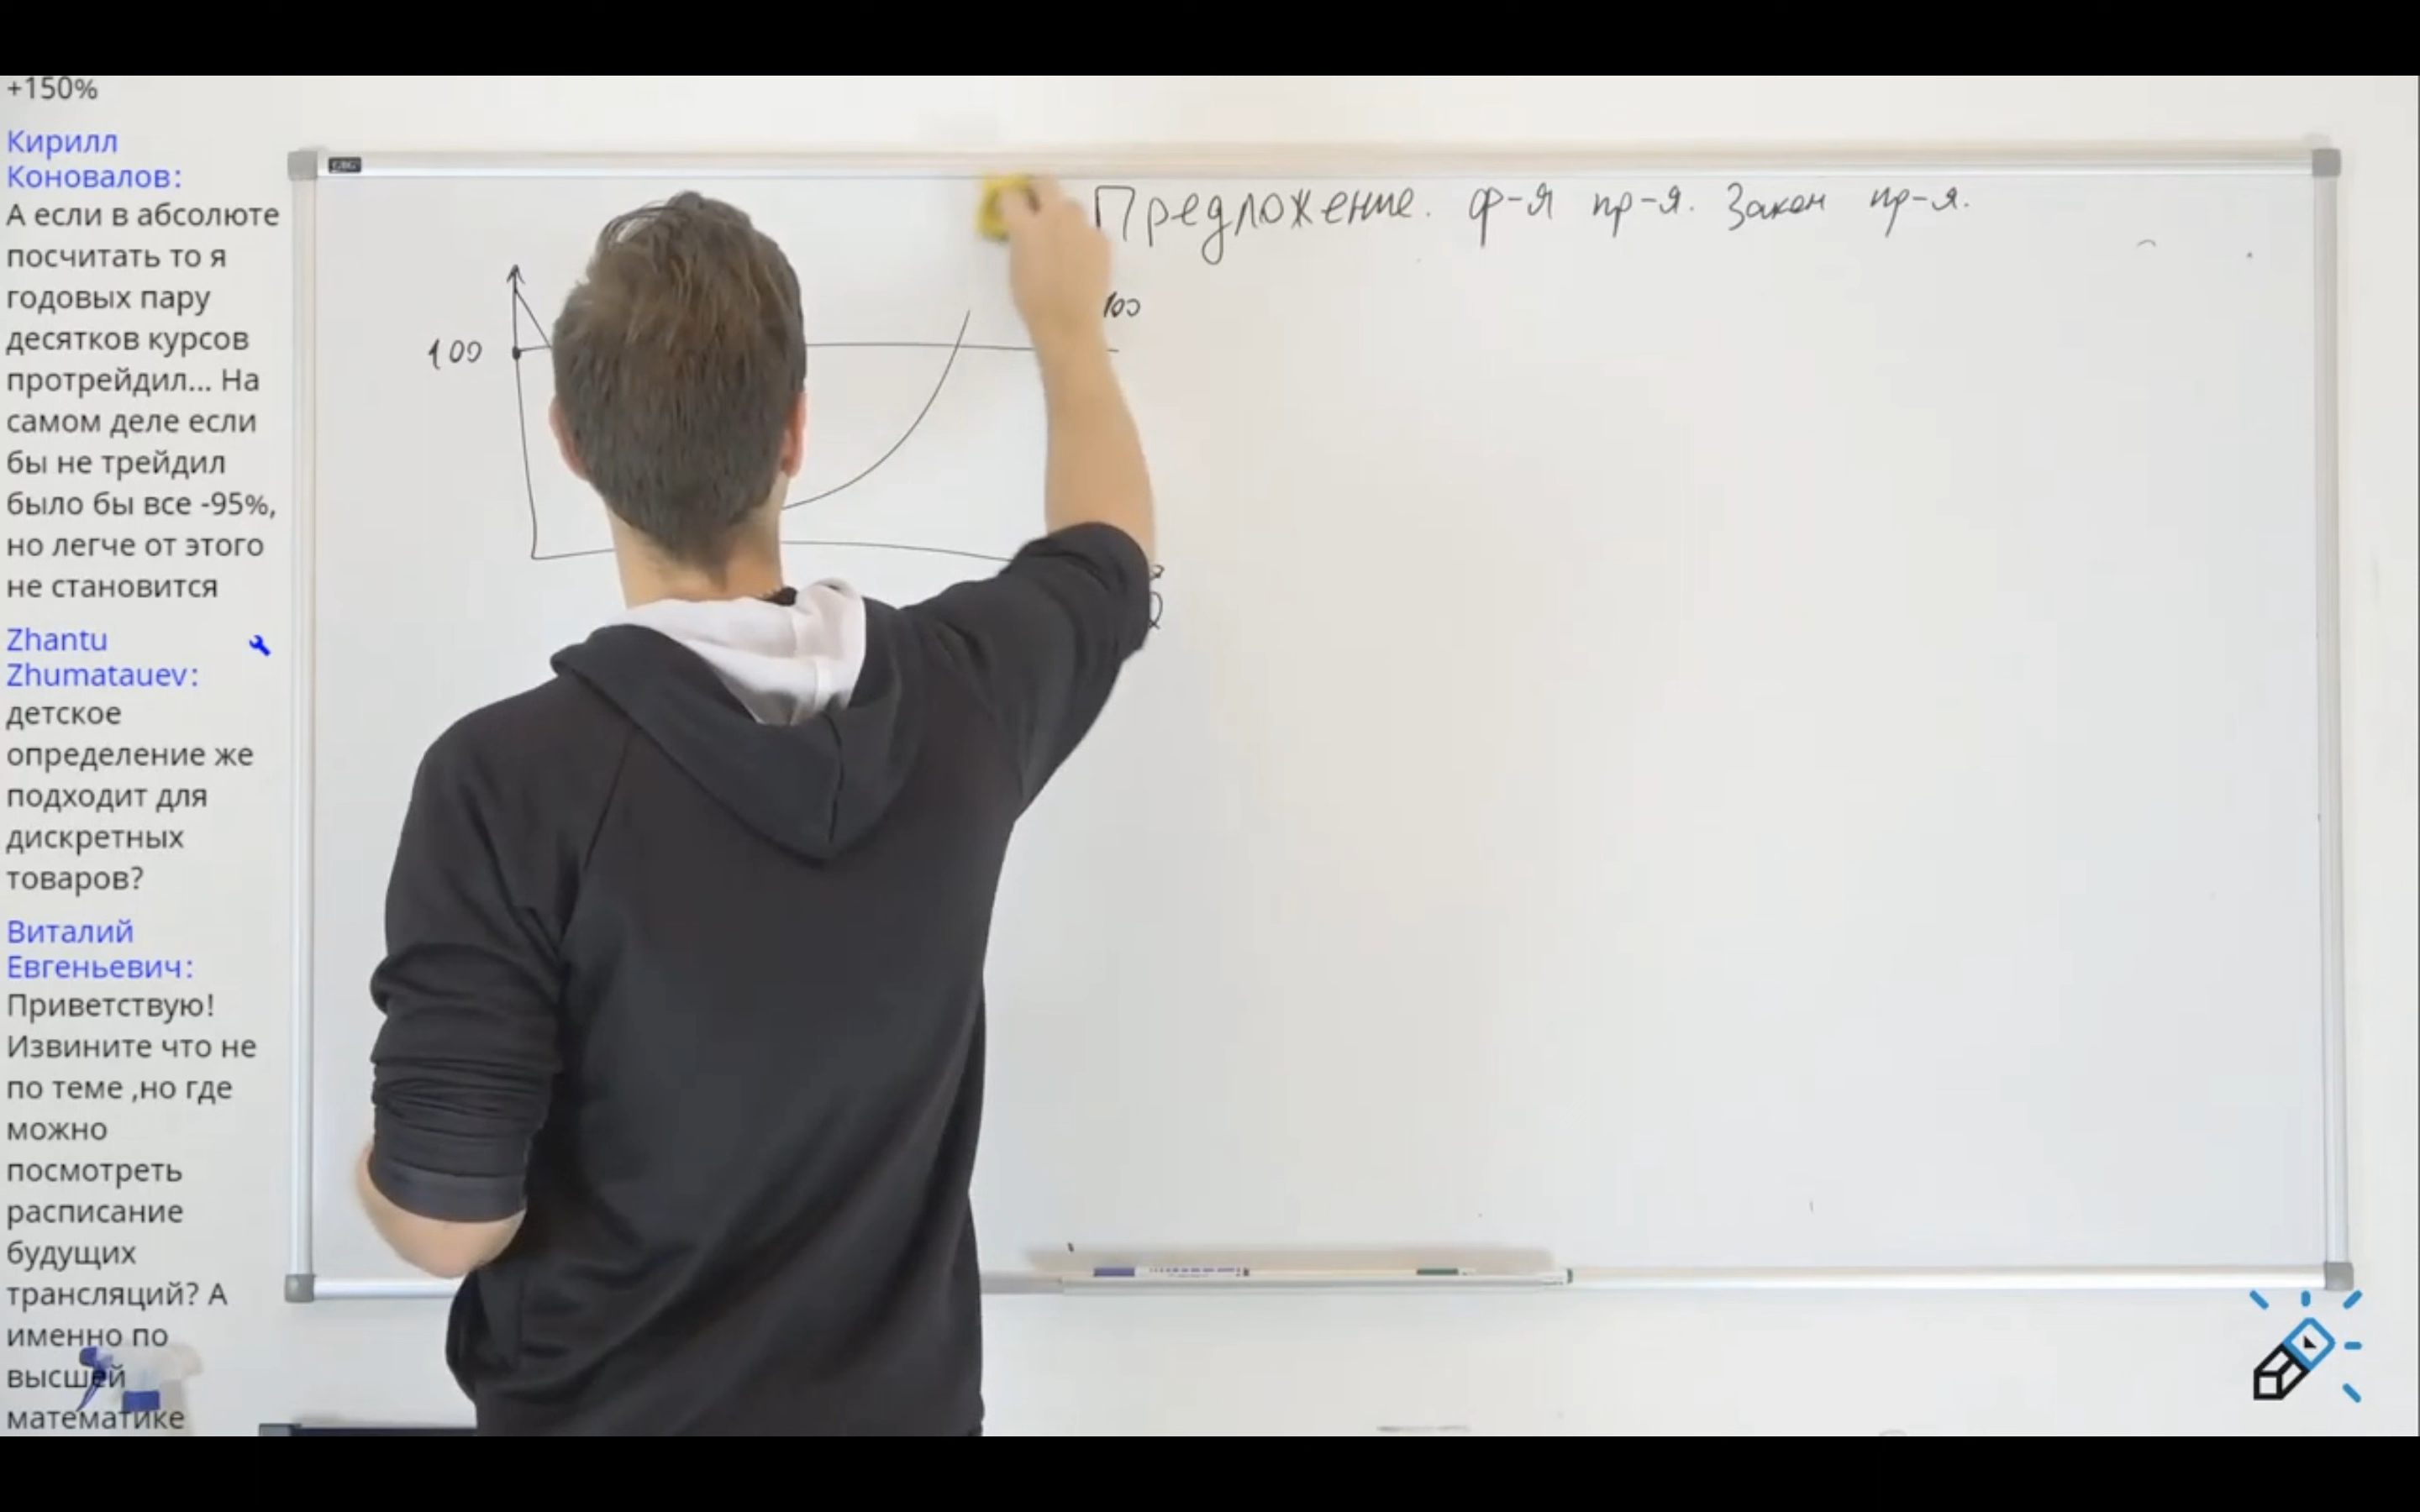 +150%
Кирилл
Коновалов:
А если в абсолюте
посчитать то я
годовых пару
десятков курсов
протрейдил... На
самом деле если
бы не трейдил
было бы все -95%,
но легче от этого
не становится
Zhantu
Zhumatauev:
детское
определение же
подходит для
дискретных
товаров?
Виталий
Евгеньевич:
Приветствую!
Извините что не
по теме ,но где
можно
посмотреть
расписание
будущих
трансляций? А
именно по
высшей
математике
Предложение. ф-я пр-я. Закон пр-я.
100
100